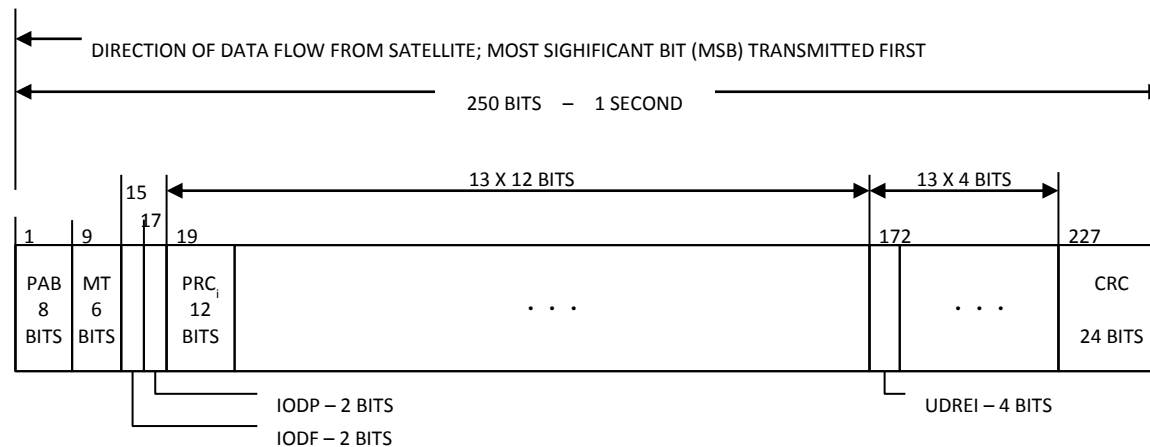 DIRECTION OF DATA FLOW FROM SATELLITE; MOST SIGHIFICANT BIT (MSB) TRANSMITTED FIRST
250 BITS – 1 SECOND
13 X 12 BITS
13 X 4 BITS
15
17
1
9
19
172
227
PAB
8
BITS
MT
6
BITS
PRCi
12
BITS
. . .
. . .
CRC
24 BITS
IODP – 2 BITS
IODF – 2 BITS
UDREI – 4 BITS